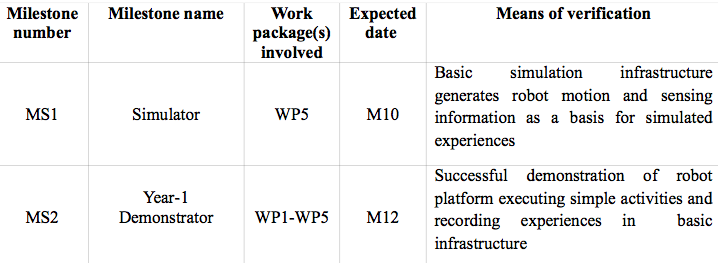 Milestone number Milestone name Work package(s) involved Expected date Means of verification
MS1 Simulator WP5 M10 Basic simulation infrastructure
generates robot motion and sensing
information as a basis for simulated
experiences
MS2 Year-1 Demonstrator WP1-WP5 M12 Successful demonstration of robot
platform executing simple activities and
recording experiences in basic
infrastructure